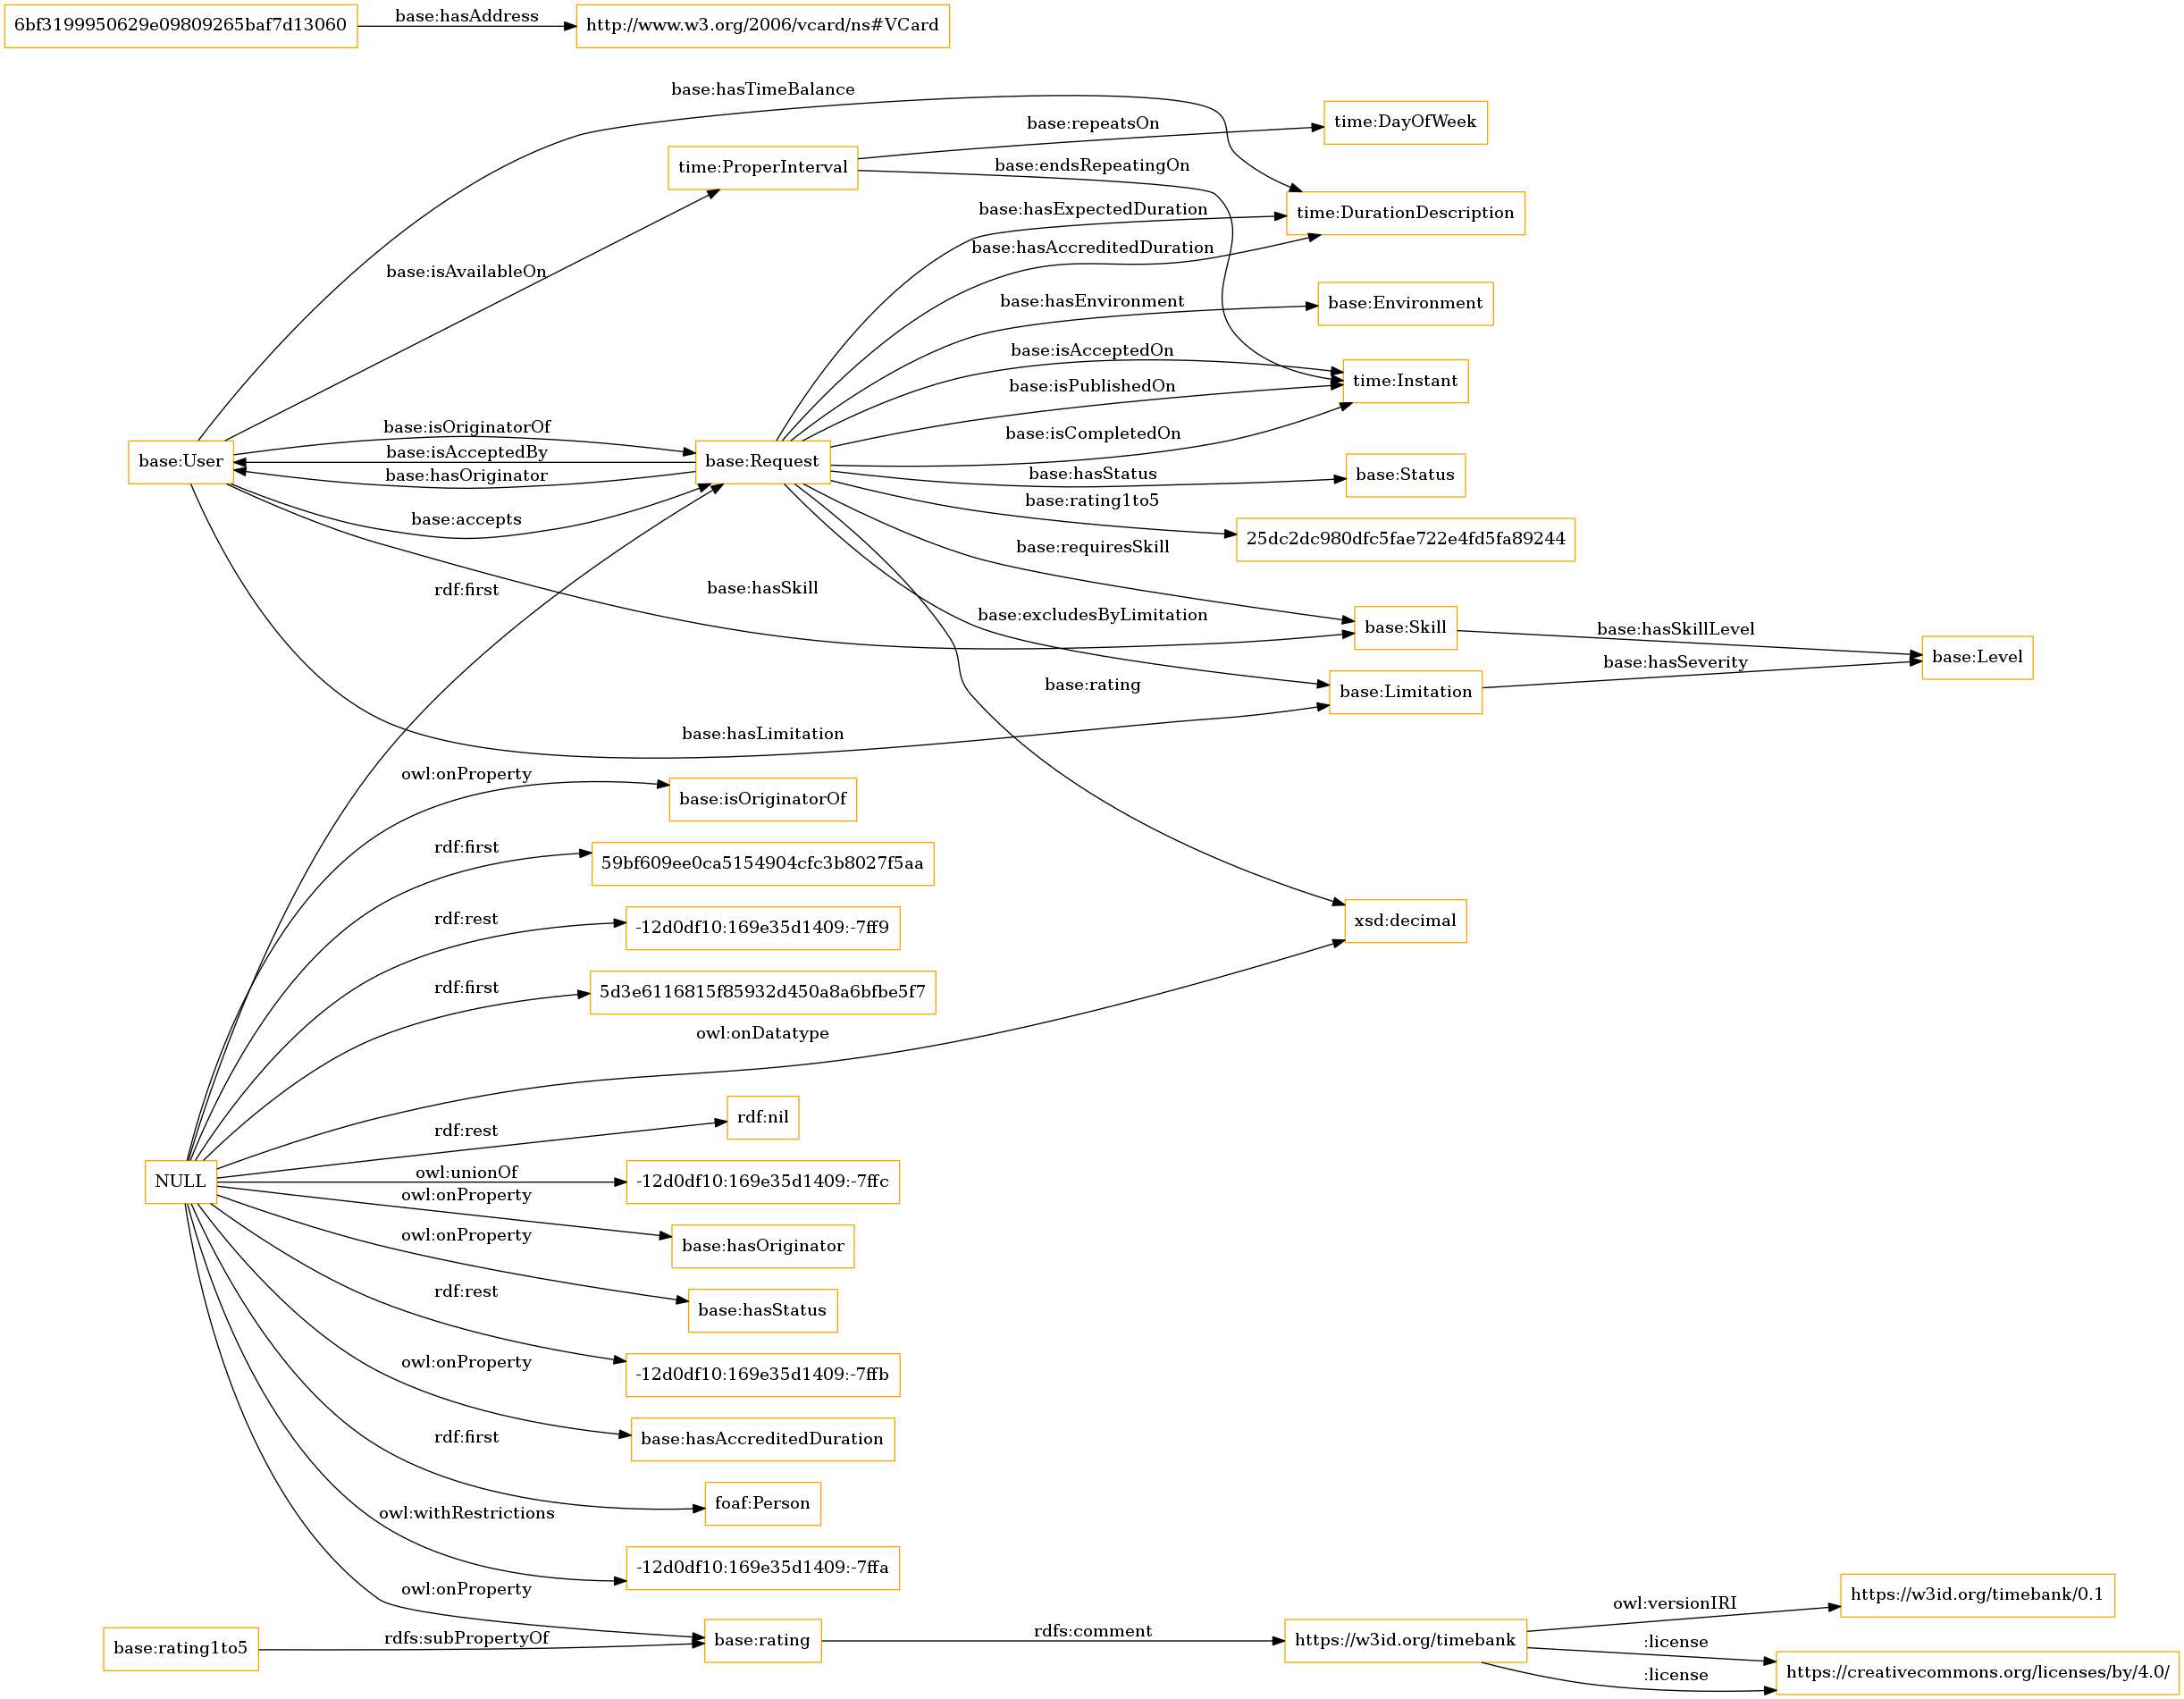 6bf3199950629e09809265baf7d13060
base:hasAddress
http://www.w3.org/2006/vcard/ns#VCard
base:hasTimeBalance
base:repeatsOn
time:DayOfWeek
time:ProperInterval
base:endsRepeatingOn
base:hasExpectedDuration
time:DurationDescription
base:hasAccreditedDuration
base:isAvailableOn
base:hasEnvironment
base:Environment
base:isAcceptedOn
time:Instant
base:isPublishedOn
base:isOriginatorOf
base:isCompletedOn
base:isAcceptedBy
base:User
base:Request
base:hasOriginator
base:hasStatus
base:Status
base:rating1to5
base:accepts
25dc2dc980dfc5fae722e4fd5fa89244
base:requiresSkill
rdf:first
base:hasSkill
base:excludesByLimitation
base:Skill
base:hasSkillLevel
base:Level
base:hasSeverity
base:rating
base:Limitation
base:hasLimitation
owl:onProperty
base:isOriginatorOf
rdf:first
59bf609ee0ca5154904cfc3b8027f5aa
rdf:rest
-12d0df10:169e35d1409:-7ff9
xsd:decimal
rdf:first
5d3e6116815f85932d450a8a6bfbe5f7
owl:onDatatype
rdf:rest
rdf:nil
owl:unionOf
NULL
-12d0df10:169e35d1409:-7ffc
owl:onProperty
base:hasOriginator
owl:onProperty
base:hasStatus
rdf:rest
-12d0df10:169e35d1409:-7ffb
owl:onProperty
base:hasAccreditedDuration
rdf:first
foaf:Person
owl:withRestrictions
-12d0df10:169e35d1409:-7ffa
owl:onProperty
base:rating1to5
rdfs:subPropertyOf
base:rating
rdfs:comment
https://w3id.org/timebank
owl:versionIRI
https://w3id.org/timebank/0.1
:license
:license
https://creativecommons.org/licenses/by/4.0/